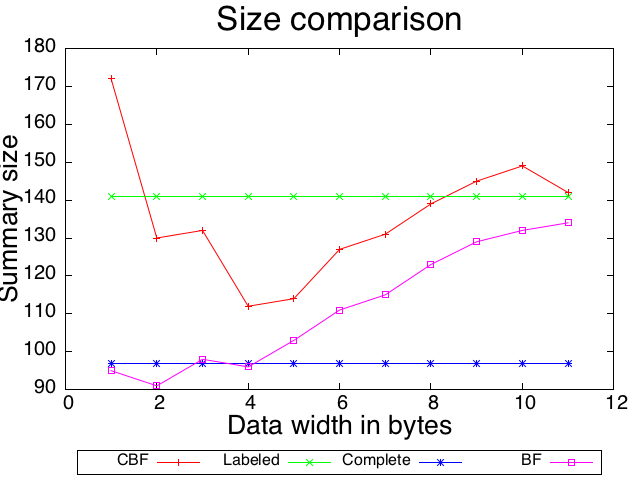 Size comparison
180
170
160
150
140
130
120
110
100
90
Summary size
0 2 4 6 8 10 12
Data width in bytes
CBF Labeled Complete BF